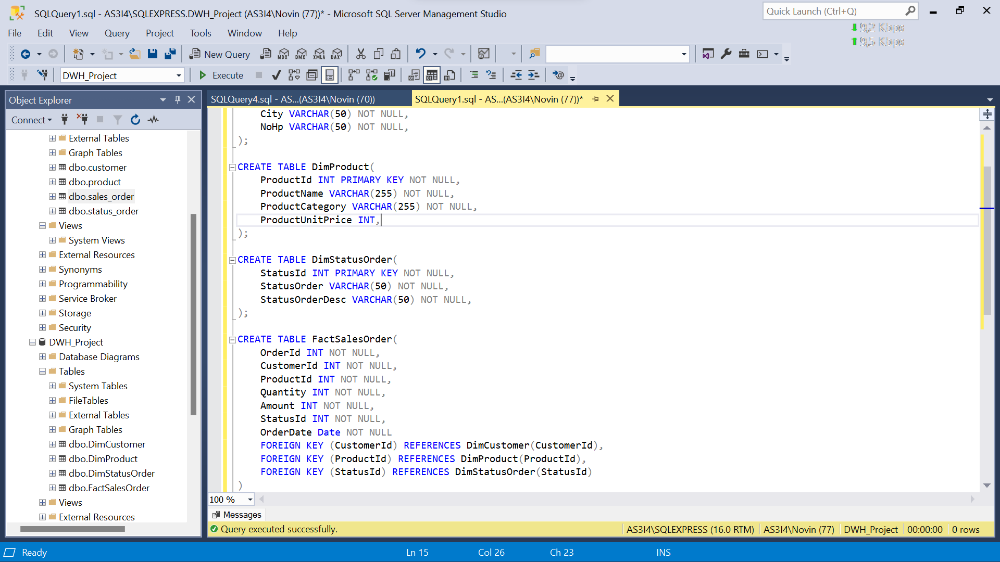 SQLQuery1.sql - AS3I4\SQLEXPRESS.DWH_Project (AS3I4\Novin (77))* - Microsoft SQL Server Management Studio
Quick Launch (Ctrl+Q)
9,2 Kbps
9,5 Kbps
File Edit View Query Project Tools Window Help
New Query
MDX DMX XMLA DAX
DWH_Project
Execute
Object Explorer
Connect
External Tables
Graph Tables
dbo.customer
dbo.product
dbo.sales_order
dbo.status_order
Views
System Views
External Resources
Synonyms
Programmability
Service Broker
Storage
Security
DWH_Project
Database Diagrams
Tables
System Tables
FileTables
External Tables
Graph Tables
dbo.DimCustomer
dbo.DimProduct
dbo.DimStatusOrder
dbo.FactSalesOrder
Views
External Resources
SQLQuery4.sql - AS...(AS3I4\Novin (70))
SQLQuery1.sql - AS...(AS3I4\Novin (77))*
City VARCHAR(50) NOT NULL,
NoHp VARCHAR(50) NOT NULL,
);
CREATE TABLE DimProduct(
ProductId INT PRIMARY KEY NOT NULL,
ProductName VARCHAR(255) NOT NULL,
ProductCategory VARCHAR(255) NOT NULL,
ProductUnitPrice INT,
);
CREATE TABLE DimStatusOrder(
StatusId INT PRIMARY KEY NOT NULL,
StatusOrder VARCHAR(50) NOT NULL,
StatusOrderDesc VARCHAR(50) NOT NULL,
);
CREATE TABLE FactSalesOrder(
OrderId INT NOT NULL,
CustomerId INT NOT NULL,
ProductId INT NOT NULL,
Quantity INT NOT NULL,
Amount INT NOT NULL,
StatusId INT NOT NULL,
OrderDate Date NOT NULL
FOREIGN KEY (CustomerId) REFERENCES DimCustomer(CustomerId),
FOREIGN KEY (ProductId) REFERENCES DimProduct(ProductId),
FOREIGN KEY (StatusId) REFERENCES DimStatusOrder(StatusId)
)
100 %
Messages
Query executed successfully.
AS3I4\SQLEXPRESS (16.0 RTM) AS3I4\Novin (77) DWH_Project 00:00:00 0 rows
Ready
Ln 15 Col 26 Ch 23 INS